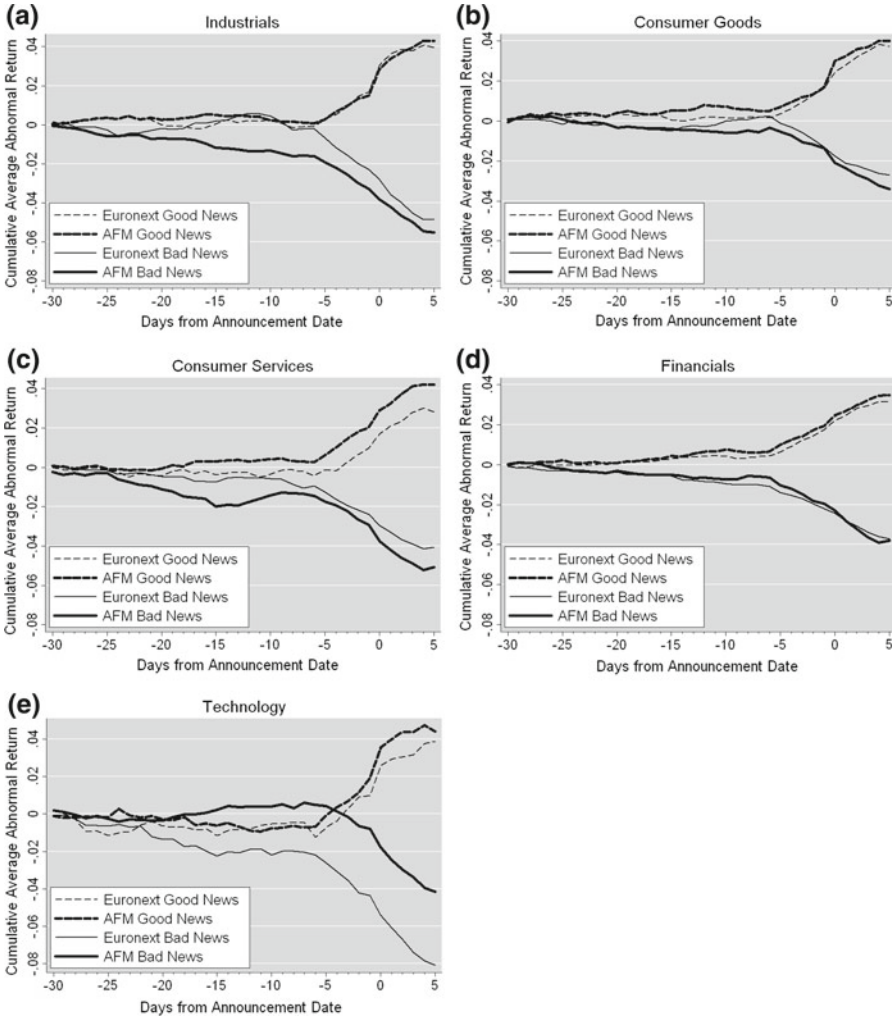 (a)
Industrials
Cumulative Average Abnormal Return
.04
.02
0
-.02
-.04
-.06
-.08
Euronext Good News
AFM Good News
Euronext Bad News
AFM Bad News
-30 -25 -20 -15 -10 -5 0 5
Days from Announcement Date
(b)
Consumer Goods
Cumulative Average Abnormal Return
.04
.02
0
-.02
-.04
-.06
-.08
Euronext Good News
AFM Good News
Euronext Bad News
AFM Bad News
-30 -25 -20 -15 -10 -5 0 5
Days from Announcement Date
(c)
Consumer Services
Cumulative Average Abnormal Return
.04
.02
0
-.02
-.04
-.06
-.08
Euronext Good News
AFM Good News
Euronext Bad News
AFM Bad News
-30 -25 -20 -15 -10 -5 0 5
Days from Announcement Date
(d)
Financials
Cumulative Average Abnormal Return
.04
.02
0
-.02
-.04
-.06
-.08
Euronext Good News
AFM Good News
Euronext Bad News
AFM Bad News
-30 -25 -20 -15 -10 -5 0 5
Days from Announcement Date
(e)
Technology
Cumulative Average Abnormal Return
.04
.02
0
-.02
-.04
-.06
-.08
Euronext Good News
AFM Good News
Euronext Bad News
AFM Bad News
-30 -25 -20 -15 -10 -5 0 5
Days from Announcement Date